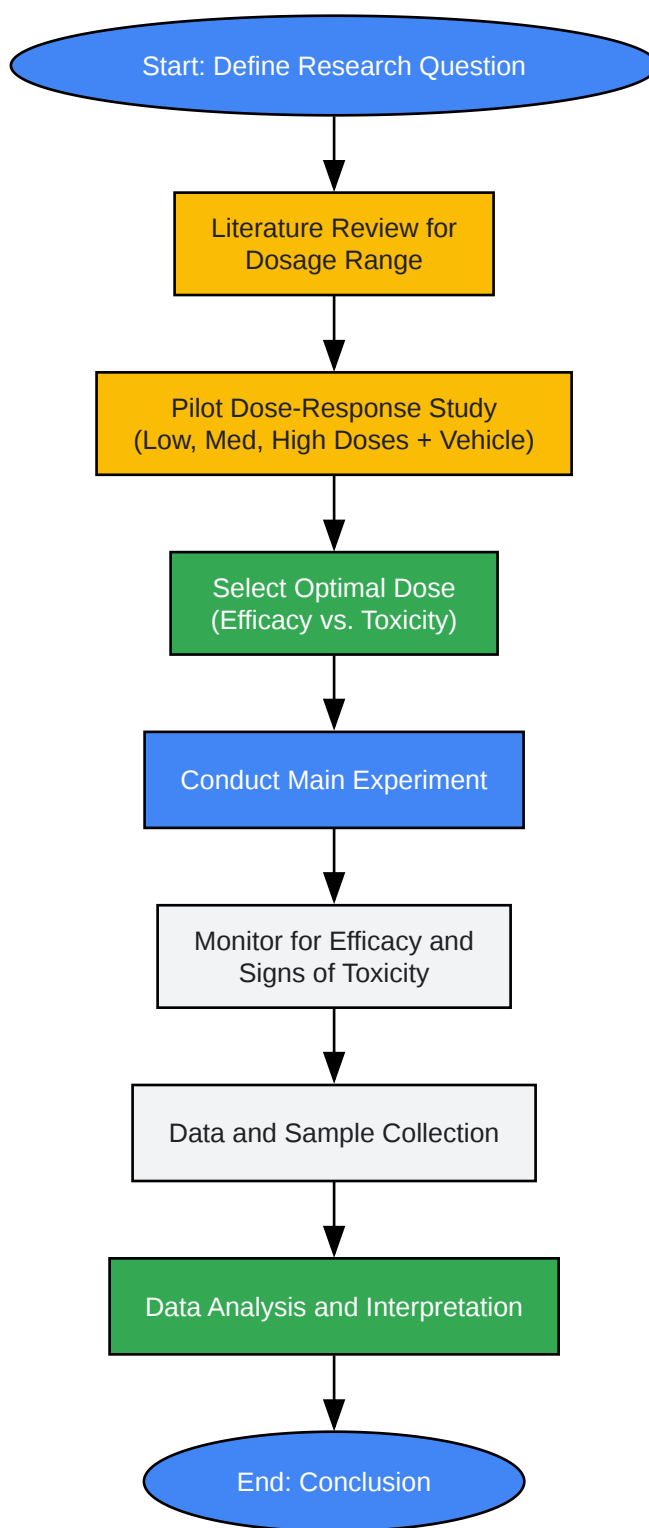 Start: Define Research Question
Literature Review for
Dosage Range
Pilot Dose-Response Study
(Low, Med, High Doses + Vehicle)
Select Optimal Dose
(Efficacy vs. Toxicity)
Conduct Main Experiment
Monitor for Efficacy and
Signs of Toxicity
Data and Sample Collection
Data Analysis and Interpretation
End: Conclusion